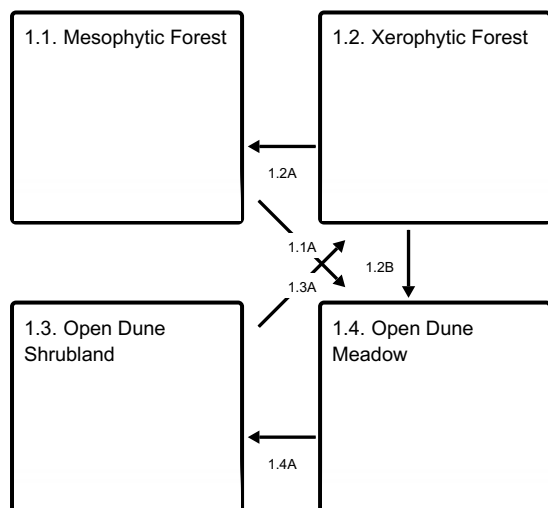 1.1. Mesophytic Forest
1.2. Xerophytic Forest
1.2A
1.1A
1.2B
1.3A
1.3. Open Dune
Shrubland
1.4. Open Dune
Meadow
1.4A